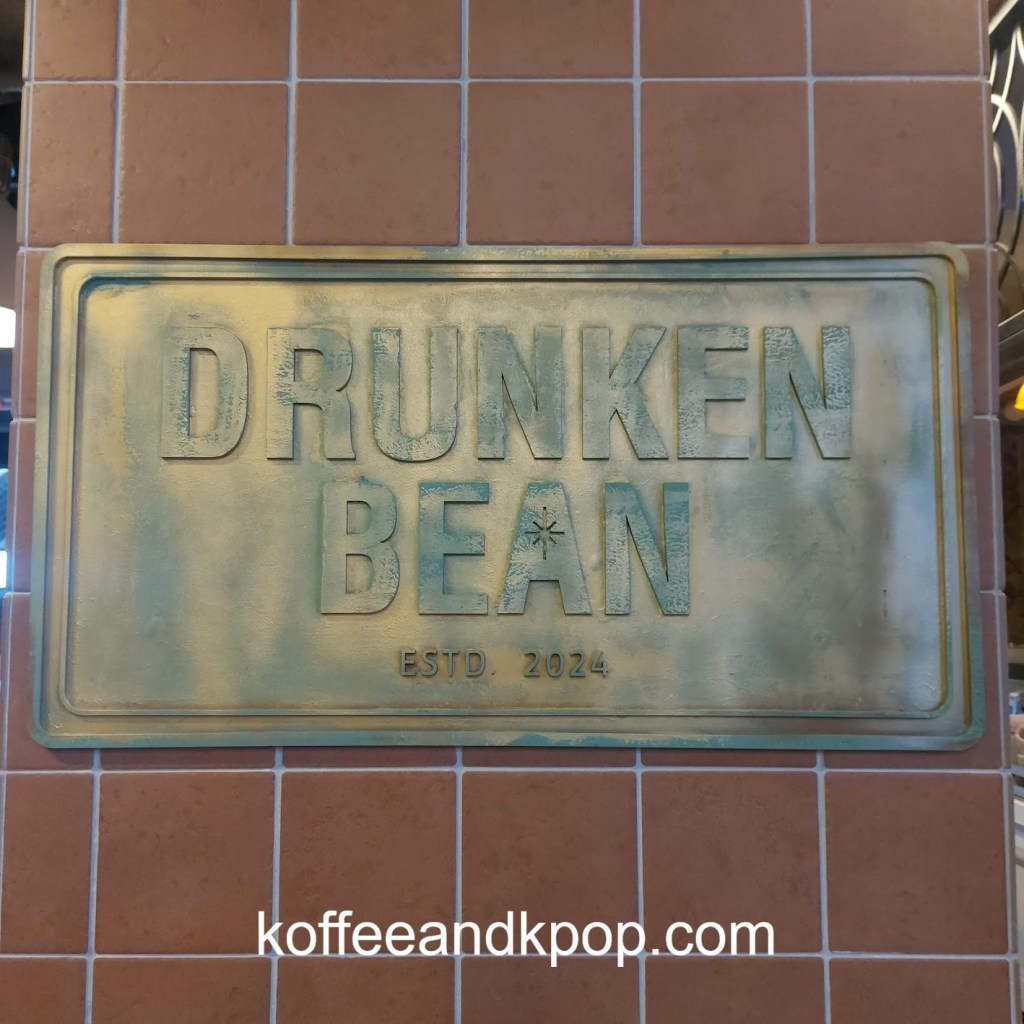 DRUNKEN
BEAN
ESTD. 2024
koffeeandkpop.com